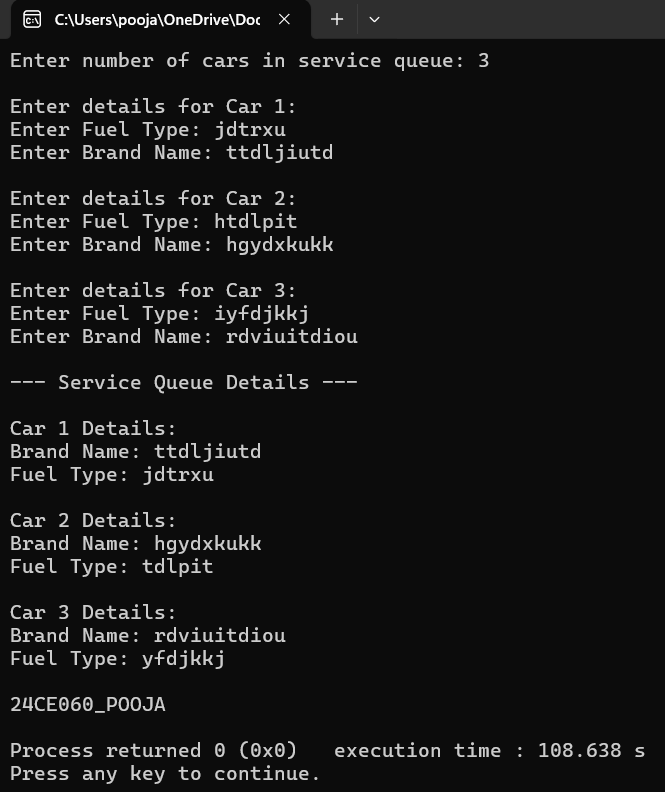 C:\Users\pooja\OneDrive\Doc
Enter number of cars in service queue: 3
Enter details for Car 1:
Enter Fuel Type: jdtrxu
Enter Brand Name: ttdljiutd
Enter details for Car 2:
Enter Fuel Type: htdlpit
Enter Brand Name: hgydxkukk
Enter details for Car 3:
Enter Fuel Type: iyfdjkkj
Enter Brand Name: rdviuitdiou
--- Service Queue Details ---
Car 1 Details:
Brand Name: ttdljiutd
Fuel Type: jdtrxu
Car 2 Details:
Brand Name: hgydxkukk
Fuel Type: tdlpit
Car 3 Details:
Brand Name: rdviuitdiou
Fuel Type: yfdjkkj
24CE060_POOJA
Process returned 0 (0x0)   execution time : 108.638 s
Press any key to continue.